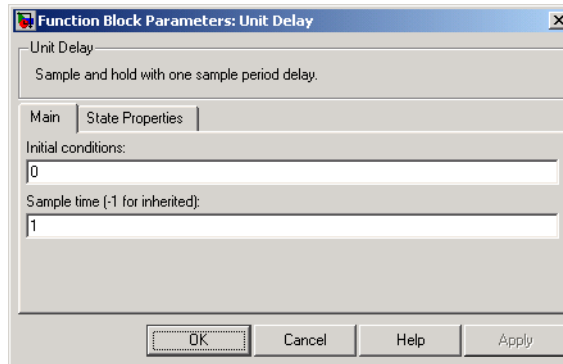 Function Block Parameters: Unit Delay
Unit Delay
Sample and hold with one sample period delay.
Main State Properties
Initial conditions:
0
Sample time (-1 for inherited):
1
OK Cancel Help Apply